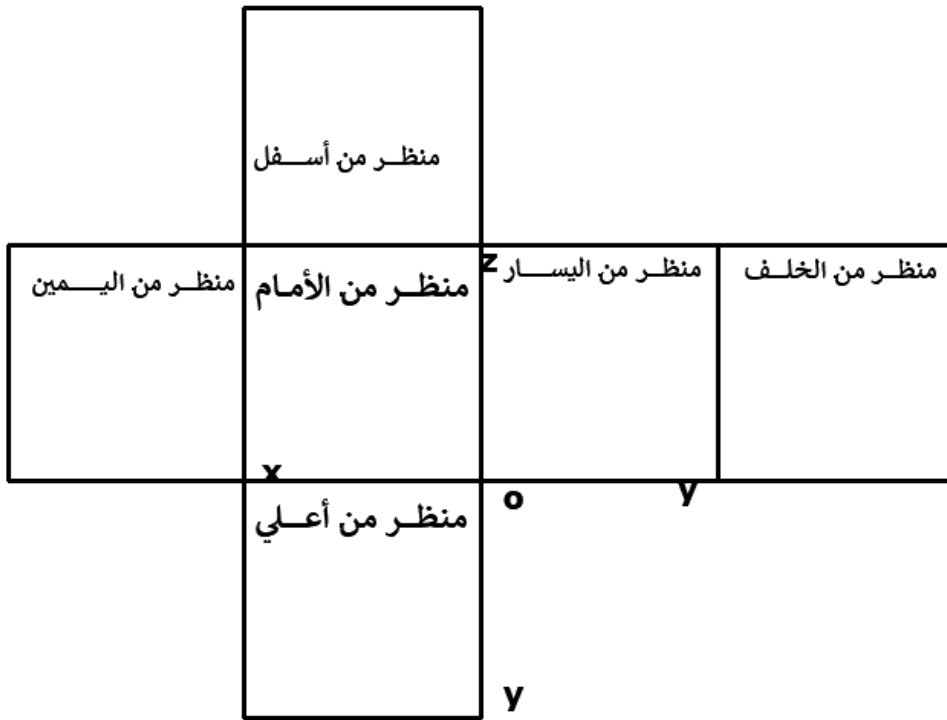 منظر من أسفل
z
منظر من الخلف
منظر من اليسار
منظر من الأمام
منظر من اليمين
x
y
o
منظر من أعلي
y